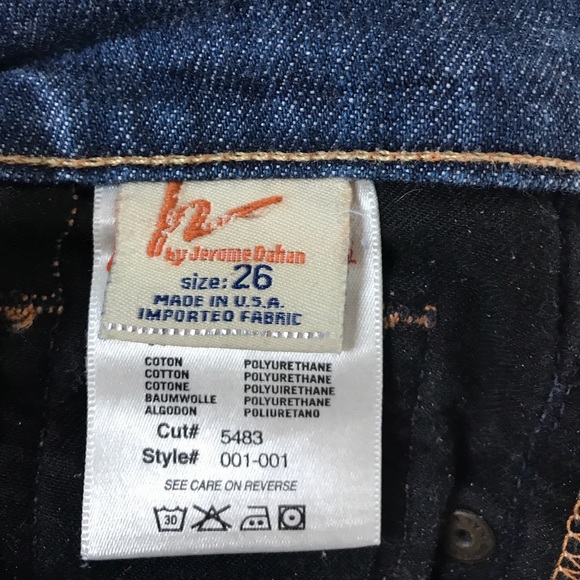 by Jerome Dahan
size: 26
MADE IN U.S.A.
IMPORTED FABRIC
COTON POLYURETHANE
COTTON POLYURETHANE
COTONE POLYURETHANE
BAUMWOLLE POLYURETHANE
ALGODON POLIURETANO
Cut# 5483
Style# 001-001
SEE CARE ON REVERSE
30